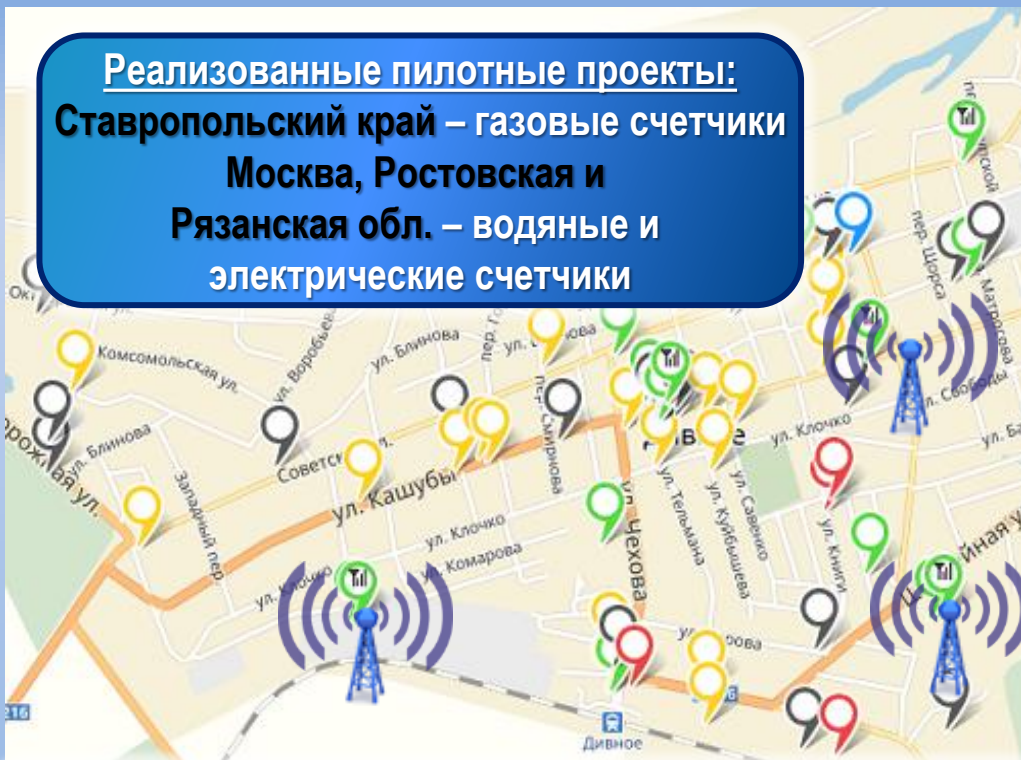 Реализованные пилотные проекты:
Ставропольский край – газовые счетчики
Москва, Ростовская и
Рязанская обл. – водяные и
электрические счетчики
пер. Щорса
Матросова
Комсомольская ул.
ул. Воробьева
ул. Блинова
ул. Свободы
ул. Блинова
пер. Смирнова
ул. Клочко
Западный пер
ул. Кашубы
ул. Чехова
ул. Тельмана
ул. Куйбышева
ул. Савенко
ул. Книги
ул. Клочко
ул. Комарова
ул. Клочко
216
Дивное